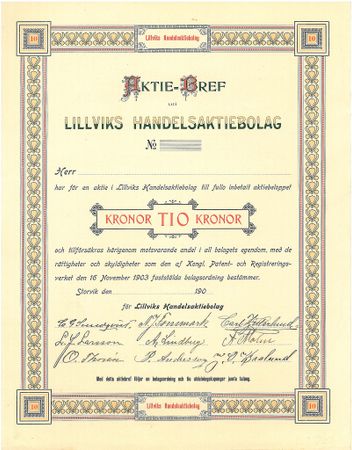 10
Lillviks Handelsaktiebolag
10
AKTIE-BREF
uti
LILLVIKS HANDELSAKTIEBOLAG
No
Herr
har för en aktie i Lillviks Handelsaktiebolag till fullo inbetalt aktiebeloppet
KRONOR TIO KRONOR
och tillförsäkras härigenom motsvarande andel i all bolagets egendom, med de
rättigheter och skyldigheter som den af Kongl. Patent- och Registrerings-
verket den 16 November 1903 fastställda bolagsordning bestämmer.
Storvik den 190
för Lillviks Handelsaktiebolag
Med detta aktiebref följer en bolagsordning och tio utdelningskuponger jemte talong.
10
Lillviks Handelsaktiebolag
10